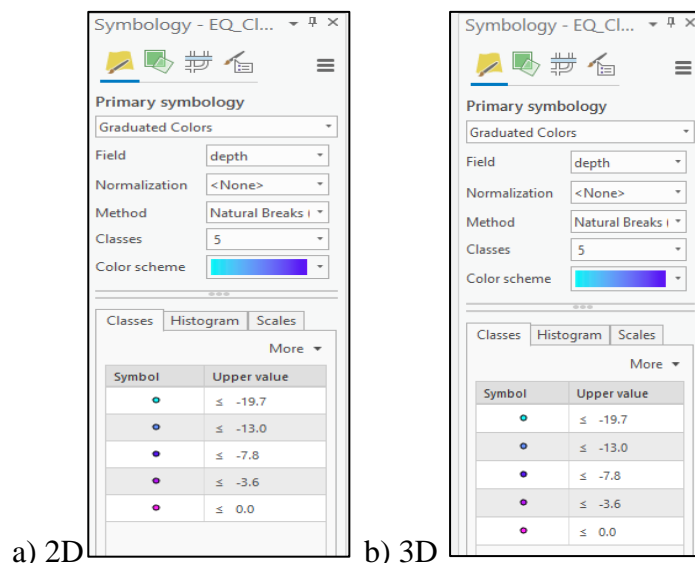 Symbology - EQ_Cl...
Primary symbology
Graduated Colors
Field depth
Normalization <None>
Method Natural Breaks (
Classes 5
Color scheme
Classes Histogram Scales
More
Symbol Upper value
≤ -19.7
≤ -13.0
≤ -7.8
≤ -3.6
≤ 0.0
a) 2D
Symbology - EQ_Cl...
Primary symbology
Graduated Colors
Field depth
Normalization <None>
Method Natural Breaks (
Classes 5
Color scheme
Classes Histogram Scales
More
Symbol Upper value
≤ -19.7
≤ -13.0
≤ -7.8
≤ -3.6
≤ 0.0
b) 3D